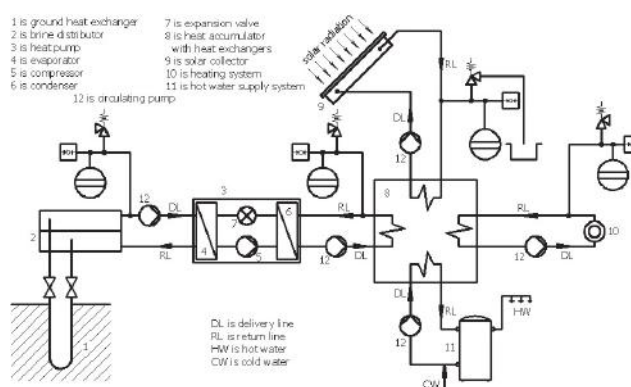 1 is ground heat exchanger
2 is brine distributor
3 is heat pump
4 is evaporator
5 is compressor
6 is condenser
7 is expansion valve
8 is heat accumulator
with heat exchangers
9 is solar collector
10 is heating system
11 is hot water supply system
12 is circulating pump
solar radiation
9
RL
DL
12
12
DL
RL
2
1
3
4
5
6
7
RL
12
DL
8
RL
12
DL
10
DL
12
RL
11
HW
CW
DL is delivery line
RL is return line
HW is hot water
CW is cold water